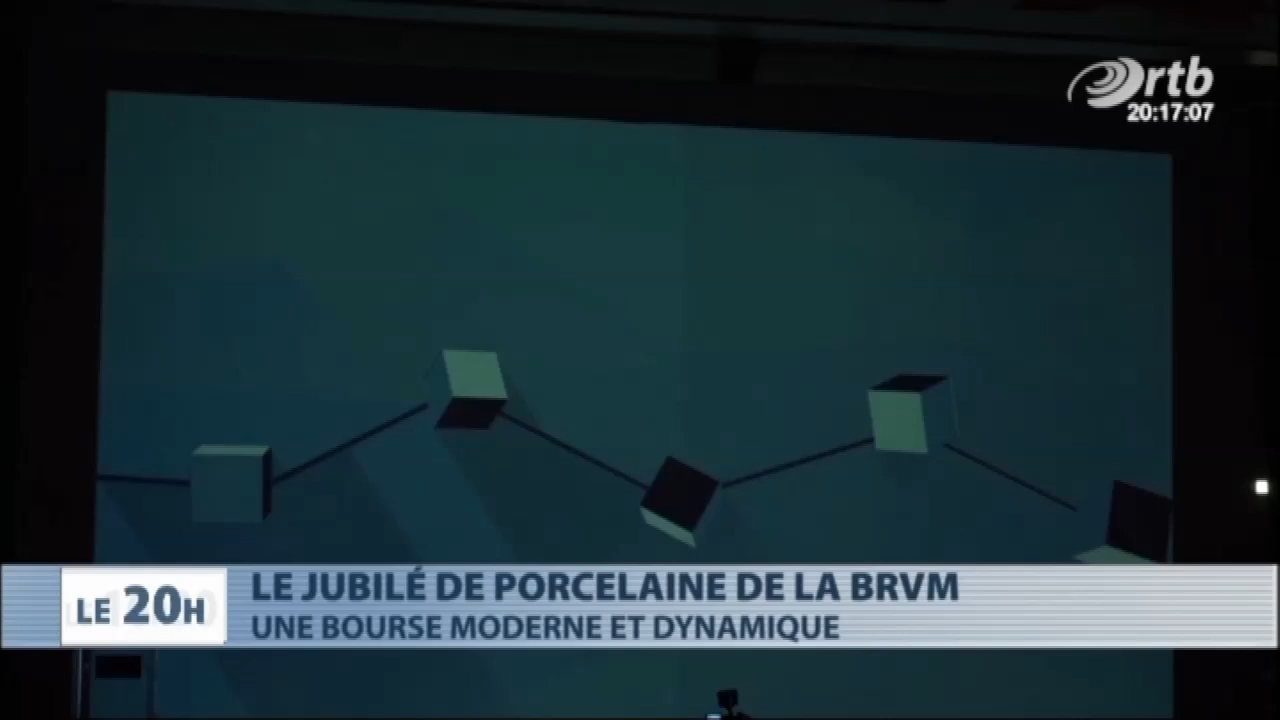 rtb
20:17:07
LE JUBILÉ DE PORCELAINE DE LA BRVM
LE 20H
UNE BOURSE MODERNE ET DYNAMIQUE